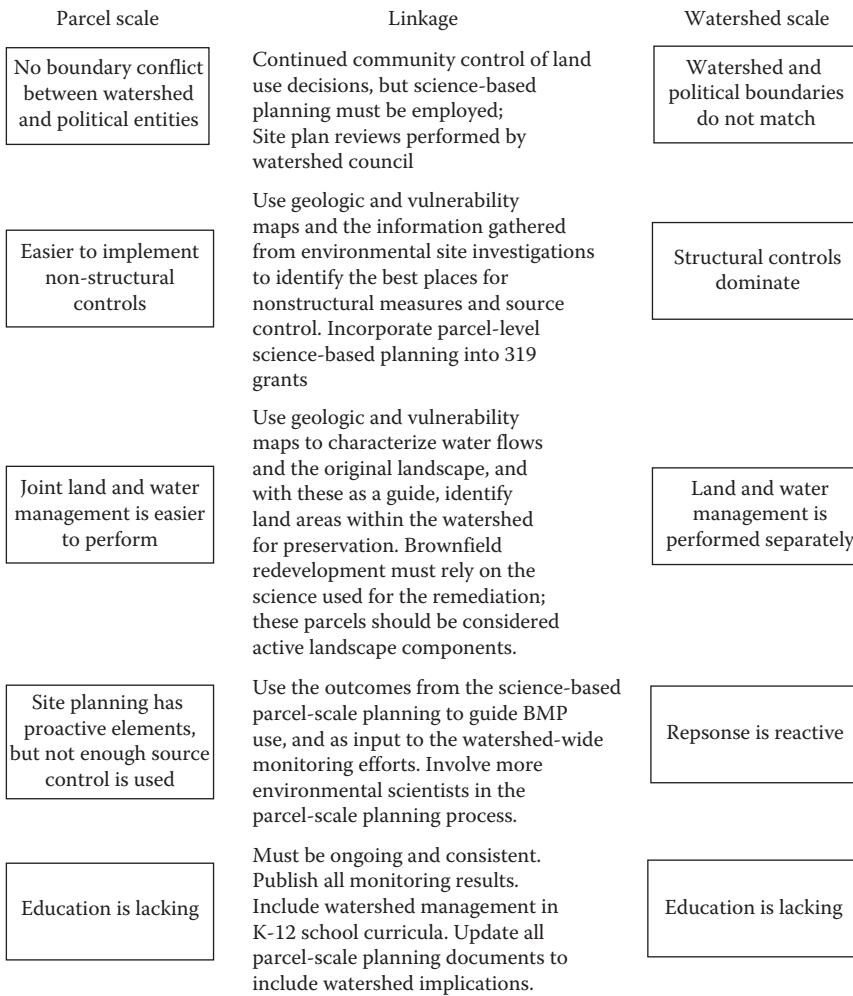 Parcel scale
Linkage
Watershed scale
No boundary conflict
between watershed
and political entities
Continued community control of land
use decisions, but science-based
planning must be employed;
Site plan reviews performed by
watershed council
Watershed and
political boundaries
do not match
Easier to implement
non-structural
controls
Use geologic and vulnerability
maps and the information gathered
from environmental site investigations
to identify the best places for
nonstructural measures and source
control. Incorporate parcel-level
science-based planning into 319
grants
Structural controls
dominate
Joint land and water
management is easier
to perform
Use geologic and vulnerability
maps to characterize water flows
and the original landscape, and
with these as a guide, identify
land areas within the watershed
for preservation. Brownfield
redevelopment must rely on the
science used for the remediation;
these parcels should be considered
active landscape components.
Land and water
management is
performed separately
Site planning has
proactive elements,
but not enough source
control is used
Use the outcomes from the science-based
parcel-scale planning to guide BMP
use, and as input to the watershed-wide
monitoring efforts. Involve more
environmental scientists in the
parcel-scale planning process.
Repsonse is reactive
Education is lacking
Must be ongoing and consistent.
Publish all monitoring results.
Include watershed management in
K-12 school curricula. Update all
parcel-scale planning documents to
include watershed implications.
Education is lacking